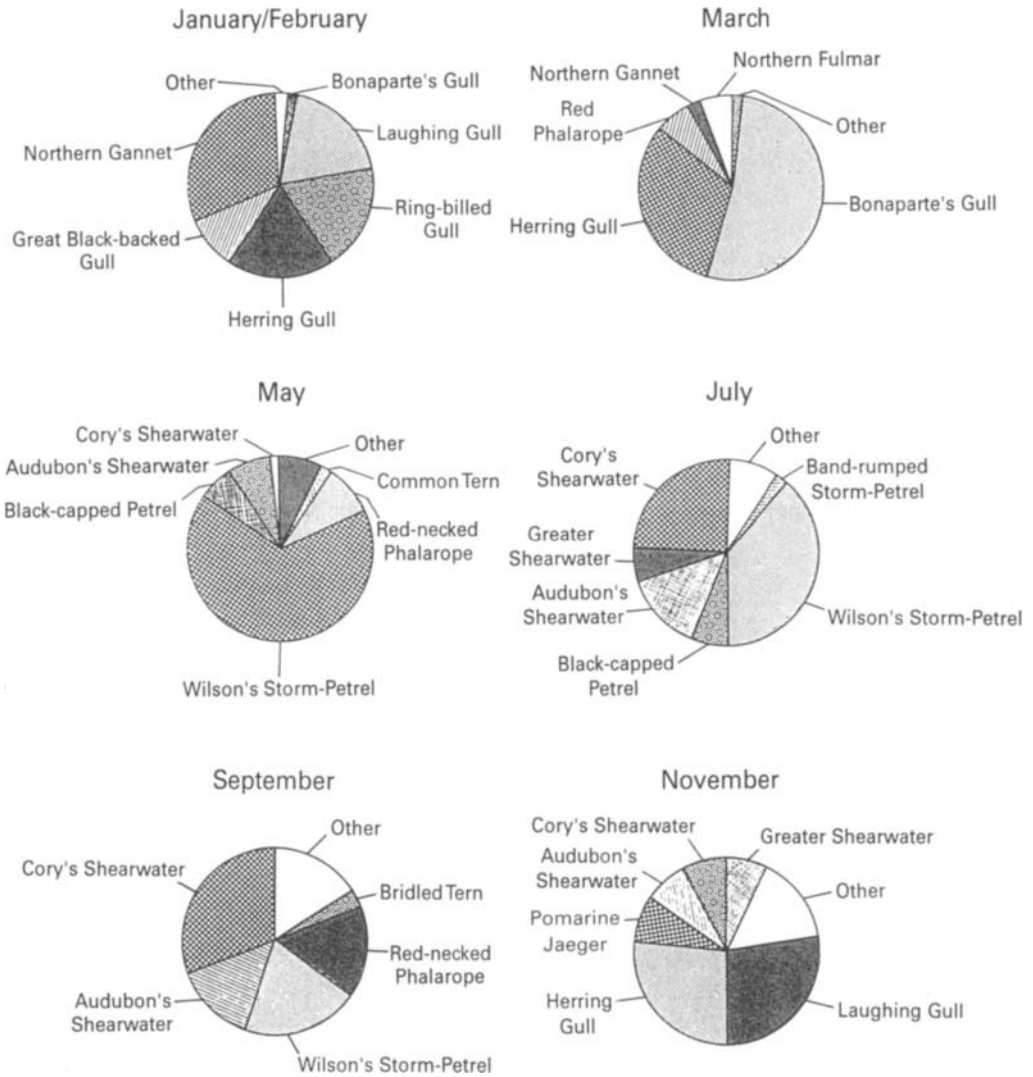 January/February
Other
Bonaparte's Gull
Laughing Gull
Northern Gannet
Ring-billed
Gull
Great Black-backed
Gull
Herring Gull
March
Northern Fulmar
Northern Gannet
Red
Phalarope
Other
Bonaparte's Gull
Herring Gull
May
Cory's Shearwater
Other
Audubon's Shearwater
Common Tern
Black-capped Petrel
Red-necked
Phalarope
Wilson's Storm-Petrel
July
Other
Cory's
Shearwater
Band-rumped
Storm-Petrel
Greater
Shearwater
Audubon's
Shearwater
Wilson's Storm-Petrel
Black-capped
Petrel
September
Other
Cory's Shearwater
Bridled Tern
Red-necked
Phalarope
Audubon's
Shearwater
Wilson's Storm-Petrel
November
Cory's Shearwater
Greater Shearwater
Audubon's
Shearwater
Other
Pomarine
Jaeger
Herring
Gull
Laughing Gull